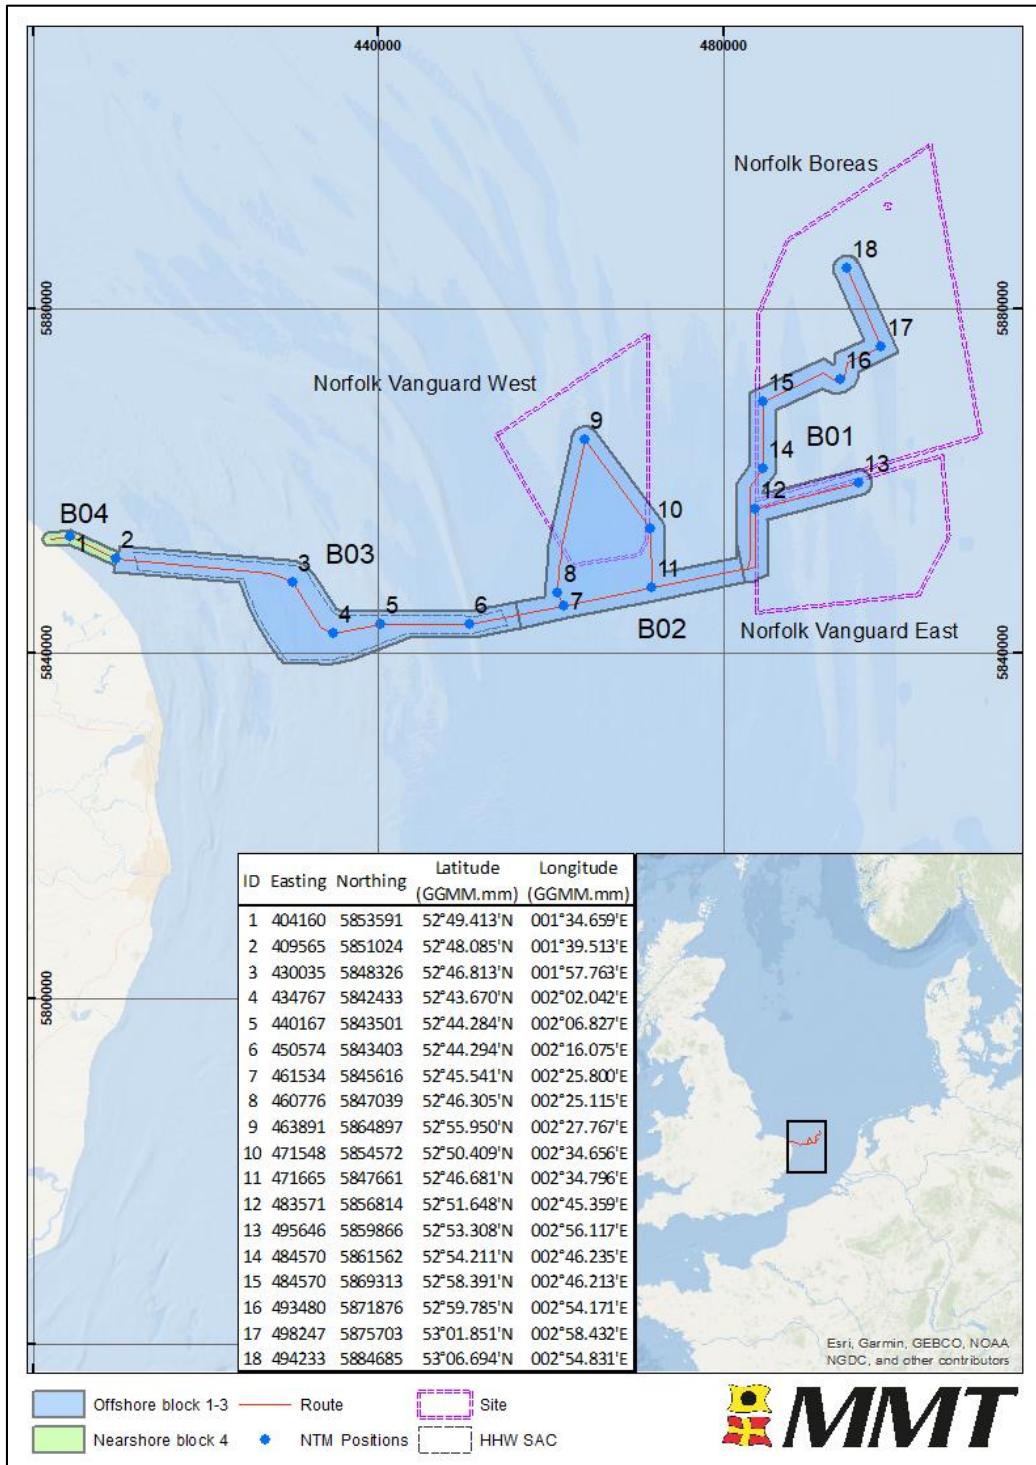 440000
480000
Norfolk Boreas
18
5880000
5880000
17
16
Norfolk Vanguard West
15
9
B01
14
13
12
10
B04
1
2
B03
3
11
8
4
5
6
7
B02
Norfolk Vanguard East
5840000
5840000
5800000
ID Easting Northing Latitude (GGMM.mm) Longitude (GGMM.mm)
1 404160 5853591 52°49.413'N 001°34.659'E
2 409565 5851024 52°48.085'N 001°39.513'E
3 430035 5848326 52°46.813'N 001°57.763'E
4 434767 5842433 52°43.670'N 002°02.042'E
5 440167 5843501 52°44.284'N 002°06.827'E
6 450574 5843403 52°44.294'N 002°16.075'E
7 461534 5845616 52°45.541'N 002°25.800'E
8 460776 5847039 52°46.305'N 002°25.115'E
9 463891 5864897 52°55.950'N 002°27.767'E
10 471548 5854572 52°50.409'N 002°34.656'E
11 471665 5847661 52°46.681'N 002°34.796'E
12 483571 5856814 52°51.648'N 002°45.359'E
13 495646 5859866 52°53.308'N 002°56.117'E
14 484570 5861562 52°54.211'N 002°46.235'E
15 484570 5869313 52°58.391'N 002°46.213'E
16 493480 5871876 52°59.785'N 002°54.171'E
17 498247 5875703 53°01.851'N 002°58.432'E
18 494233 5884685 53°06.694'N 002°54.831'E
Esri, Garmin, GEBCO, NOAA
NGDC, and other contributors
Offshore block 1-3 Route Site
Nearshore block 4 NTM Positions HHW SAC
MMT